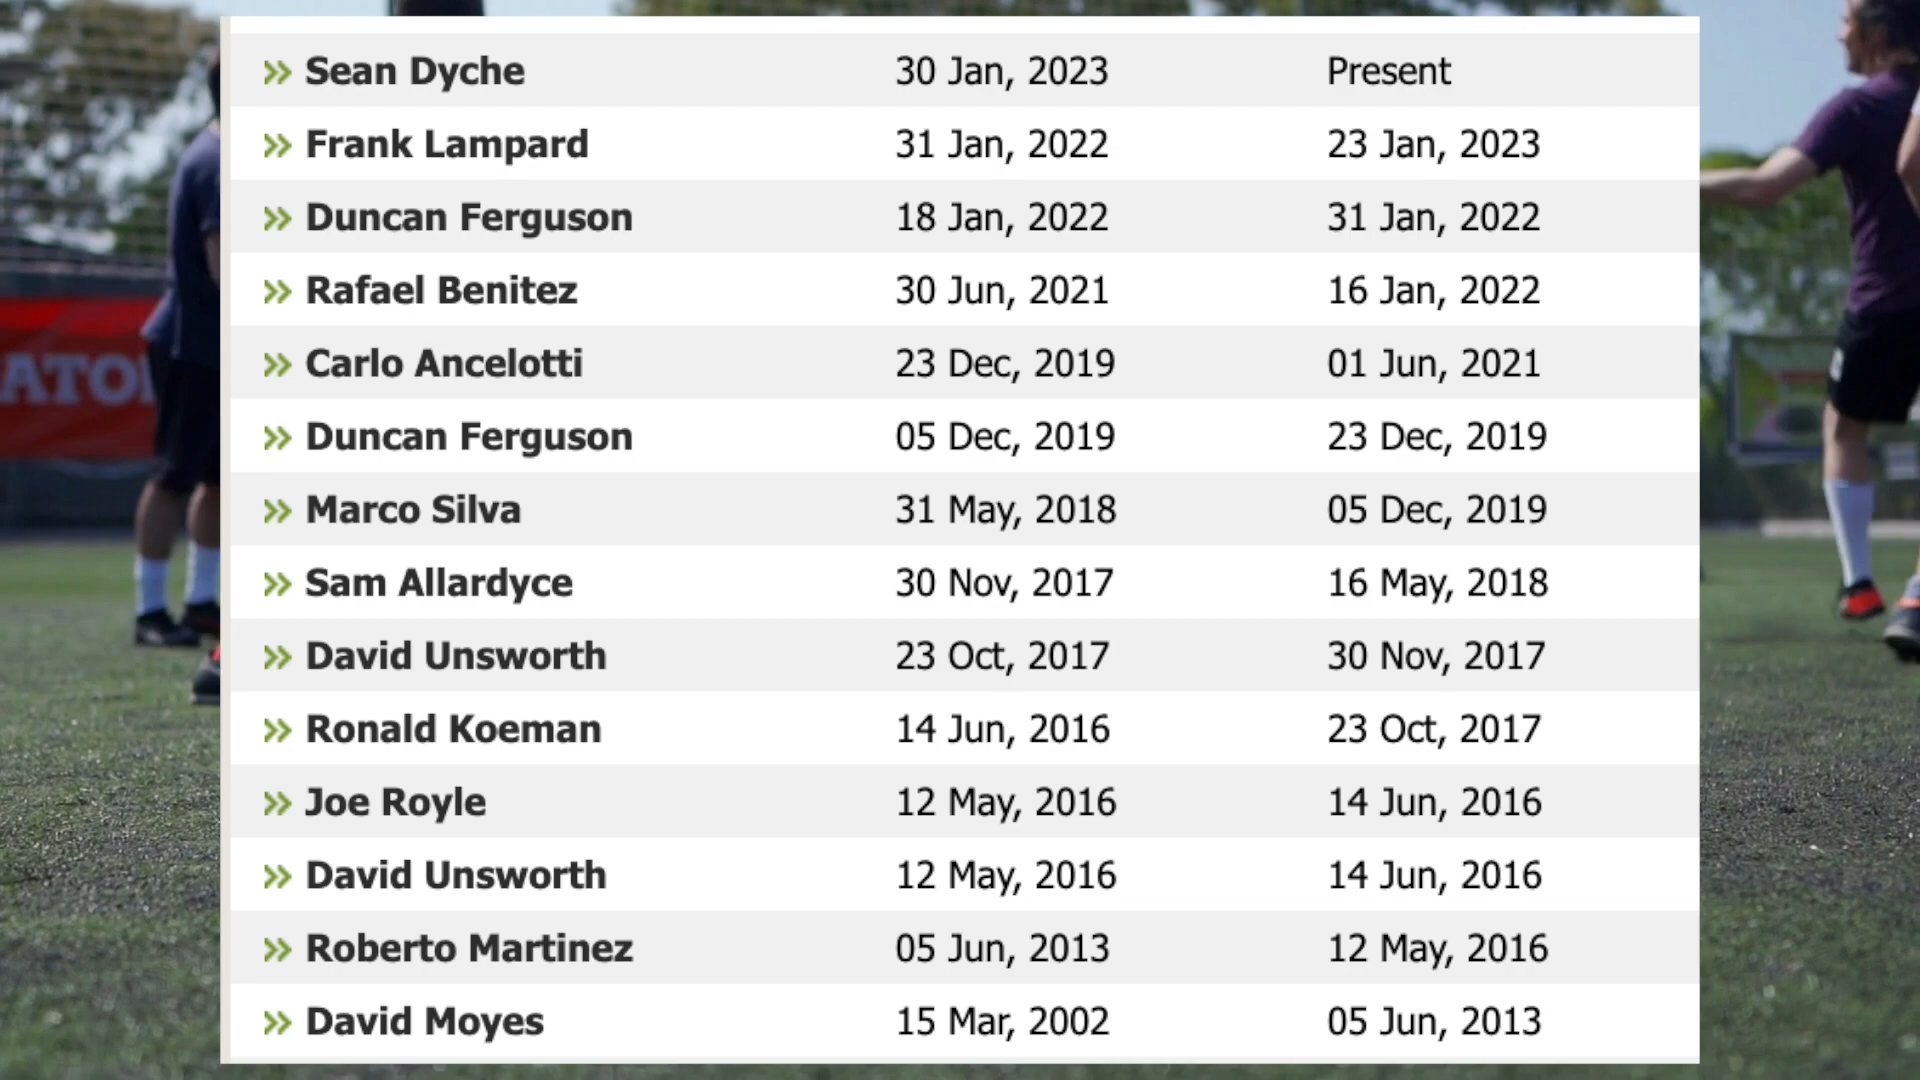 » Sean Dyche 30 Jan, 2023 Present
» Frank Lampard 31 Jan, 2022 23 Jan, 2023
» Duncan Ferguson 18 Jan, 2022 31 Jan, 2022
» Rafael Benitez 30 Jun, 2021 16 Jan, 2022
» Carlo Ancelotti 23 Dec, 2019 01 Jun, 2021
» Duncan Ferguson 05 Dec, 2019 23 Dec, 2019
» Marco Silva 31 May, 2018 05 Dec, 2019
» Sam Allardyce 30 Nov, 2017 16 May, 2018
» David Unsworth 23 Oct, 2017 30 Nov, 2017
» Ronald Koeman 14 Jun, 2016 23 Oct, 2017
» Joe Royle 12 May, 2016 14 Jun, 2016
» David Unsworth 12 May, 2016 14 Jun, 2016
» Roberto Martinez 05 Jun, 2013 12 May, 2016
» David Moyes 15 Mar, 2002 05 Jun, 2013